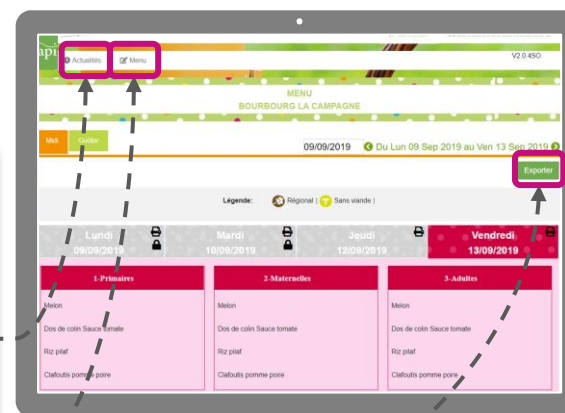 api
Actualités
Menu
V2.0.4SO
MENU
BOURBOURG LA CAMPAGNE
Midi
Goûter
09/09/2019
Du Lun 09 Sep 2019 au Ven 13 Sep 2019
Exporter
Légende: Régional | Sans viande |
Lundi
09/09/2019
Mardi
10/09/2019
Jeudi
12/09/2019
Vendredi
13/09/2019
1-Primaires
2-Maternelles
3-Adultes
Melon
Melon
Melon
Dos de colin Sauce tomate
Dos de colin Sauce tomate
Dos de colin Sauce tomate
Riz pilaf
Riz pilaf
Riz pilaf
Clafoutis pomme poire
Clafoutis pomme poire
Clafoutis pomme poire